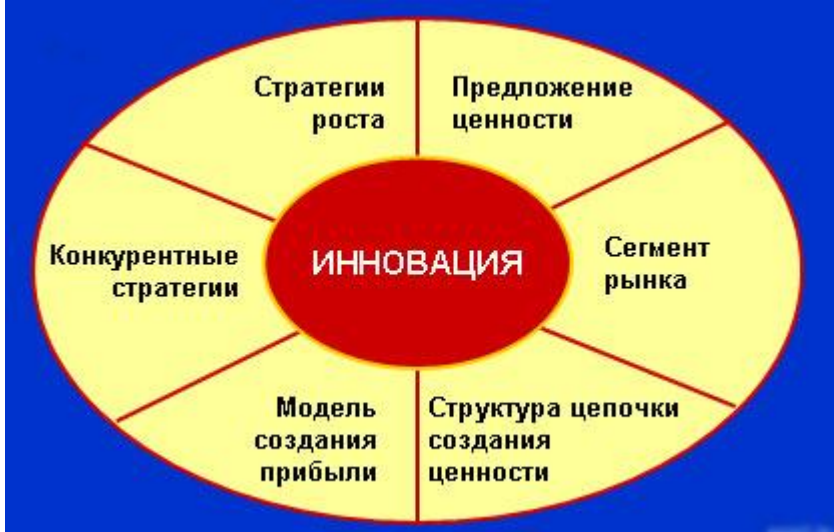 Стратегии
роста
Предложение
ценности
Конкурентные
стратегии
ИННОВАЦИЯ
Сегмент
рынка
Модель
создания
прибыли
Структура цепочки
создания
ценности